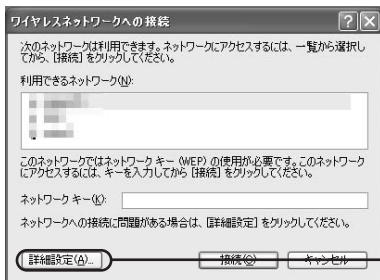 ワイヤレスネットワークへの接続
次のネットワークは利用できます。ネットワークにアクセスするには、一覧から選択し
てから、[接続] をクリックしてください。
利用できるネットワーク(N):
このネットワークではネットワーク キー (WEP) の使用が必要です。このネットワーク
にアクセスするには、キーを入力してから [接続] をクリックしてください。
ネットワーク キー(K):
ネットワークへの接続に問題がある場合は、[詳細設定] をクリックしてください。
詳細設定(A)... 接続(C) キャンセル